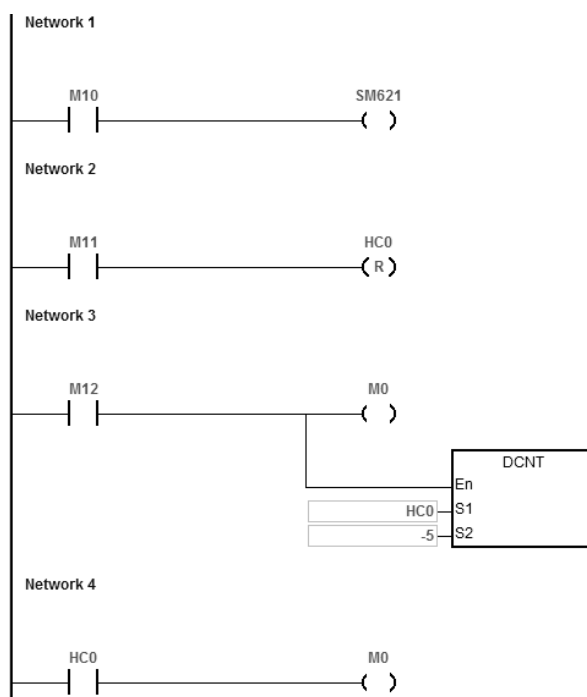 Network 1
M10 SM621
Network 2
M11 HC0
R
Network 3
M12 M0
DCNT
En
HC0 S1
-5 S2
Network 4
HC0 M0